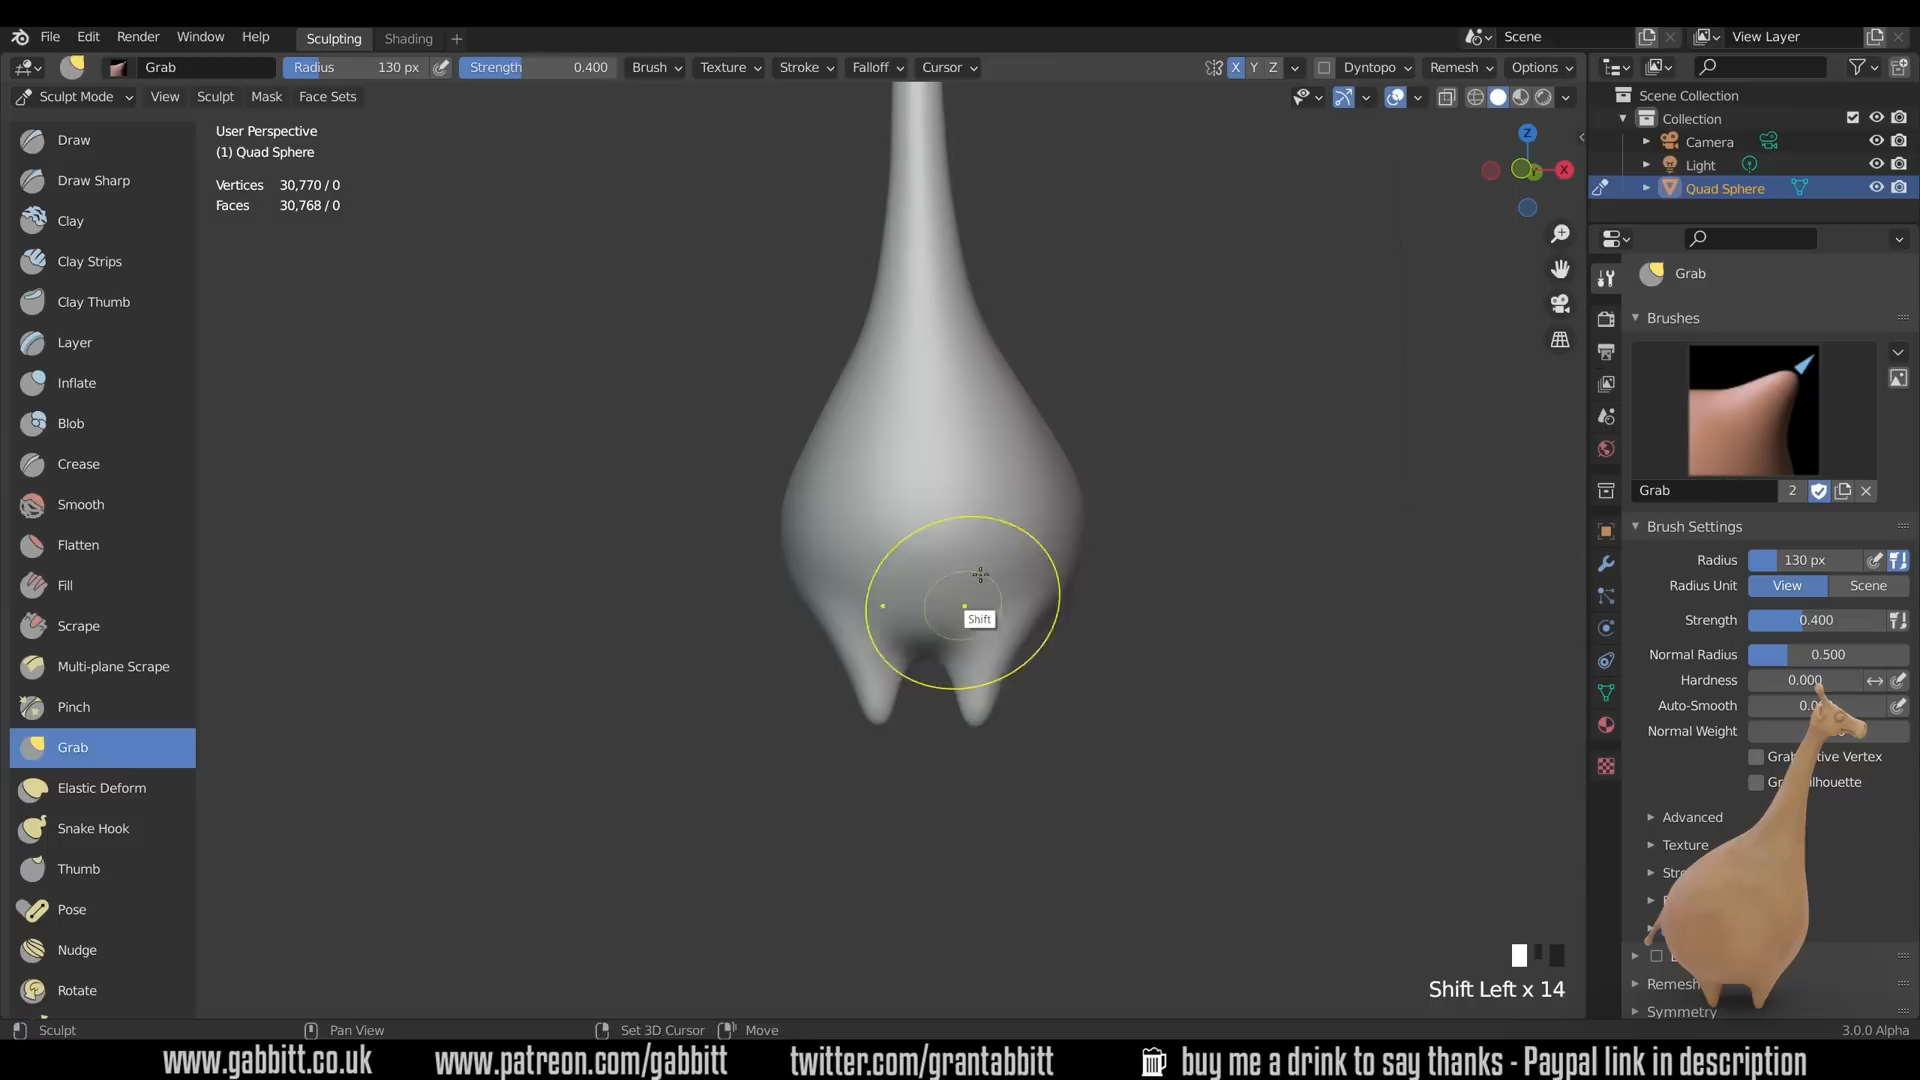 File Edit Render Window Help Sculpting Shading Scene View Layer
Grab Radius 130 px Strength 0.400 Brush Texture Stroke Falloff Cursor X Y Z Dyntopo Remesh Options
Sculpt Mode View Sculpt Mask Face Sets
Scene Collection
Collection
Camera
Light
Quad Sphere
Draw
Draw Sharp
Clay
Clay Strips
Clay Thumb
Layer
Inflate
Blob
Crease
Smooth
Flatten
Fill
Scrape
Multi-plane Scrape
Pinch
Grab
Elastic Deform
Snake Hook
Thumb
Pose
Nudge
Rotate
User Perspective
(1) Quad Sphere
Vertices 30,770 / 0
Faces 30,768 / 0
Z
X
Shift
Shift Left x 14
Grab
Brushes
Grab 2
Brush Settings
Radius 130 px
Radius Unit View Scene
Strength 0.400
Normal Radius 0.500
Hardness 0.000
Auto-Smooth
Normal Weight
Advanced
Texture
Remesh
Symmetry
Sculpt Pan View Set 3D Cursor Move 3.0.0 Alpha
www.gabbitt.co.uk www.patreon.com/gabbitt twitter.com/grantabbitt buy me a drink to say thanks - Paypal link in description